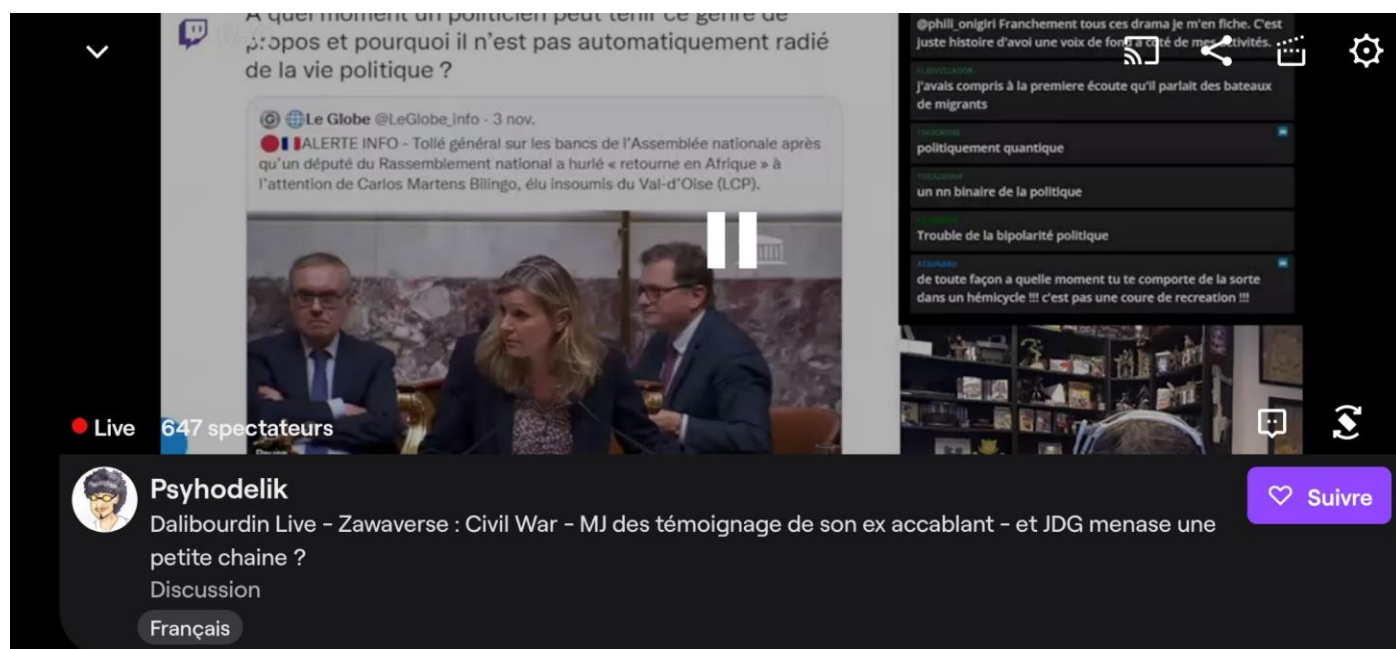 A quel moment un politicien peut tenir ce genre de
propos et pourquoi il n'est pas automatiquement radié
de la vie politique ?
Le Globe @LeGlobe_info - 3 nov.
ALERTE INFO - Tollé général sur les bancs de l'Assemblée nationale après
qu'un député du Rassemblement national a hurlé « retourne en Afrique » à
l'attention de Carlos Martens Bilingo, élu insoumis du Val-d'Oise (LCP).
@phili_onigiri Franchement tous ces drama je m'en fiche. C'est
juste histoire d'avoi une voix de fond a coté de mes activités.
J'avais compris à la premiere écoute qu'il parlait des bateaux
de migrants
politiquement quantique
un nn binaire de la politique
Trouble de la bipolarité politique
de toute façon a quelle moment tu te comporte de la sorte
dans un hémicycle !!! c'est pas une coure de recreation !!!
Live 647 spectateurs
Psyhodelik
Suivre
Dalibourdin Live - Zawaverse : Civil War - MJ des témoignage de son ex accablant - et JDG menase une
petite chaine ?
Discussion
Français